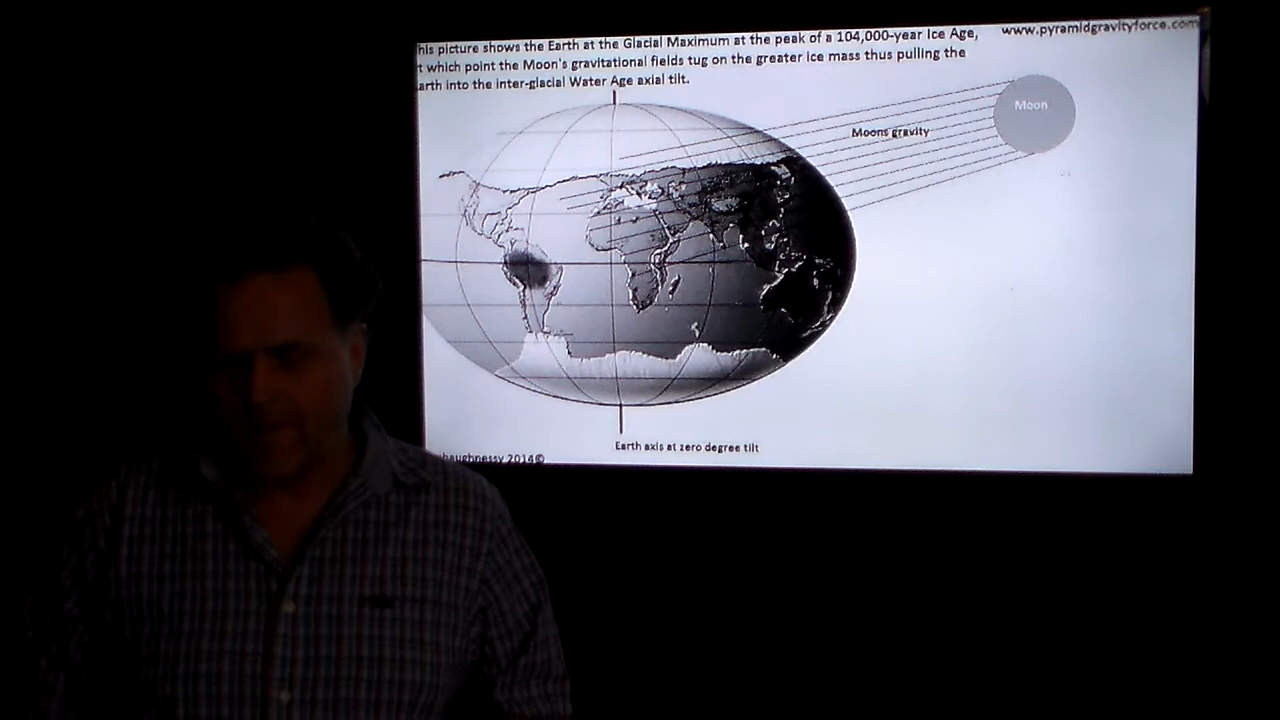 his picture shows the Earth at the Glacial Maximum at the peak of a 104,000-year Ice Age,
t which point the Moon's gravitational fields tug on the greater ice mass thus pulling the
arth into the inter-glacial Water Age axial tilt.
www.pyramidgravityforce.com
Moon
Moons gravity
Earth axis at zero degree tilt
haughnessy 2014©